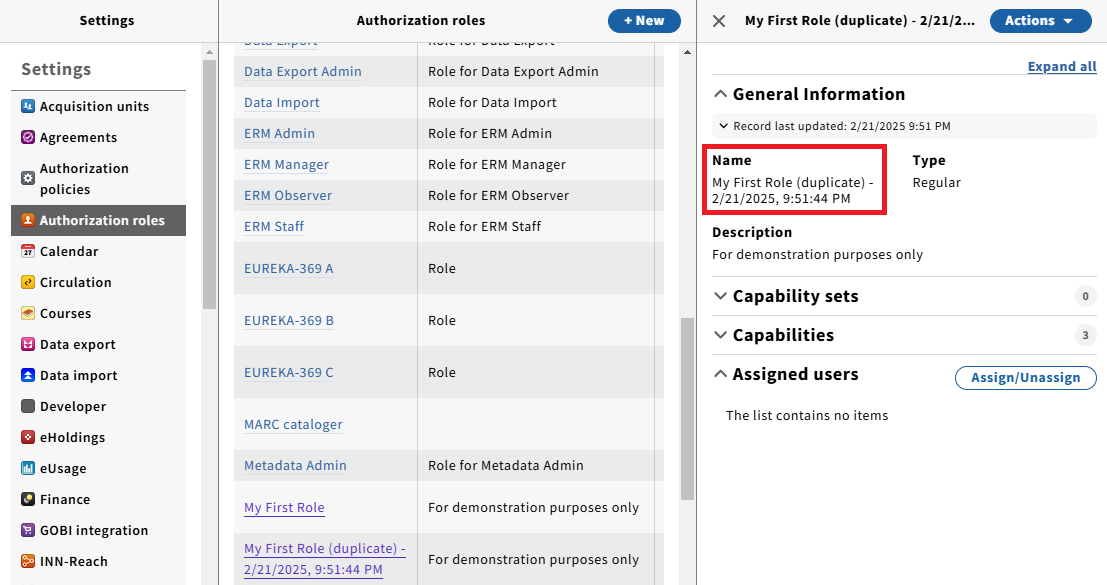 Settings
Authorization roles
+ New
My First Role (duplicate) - 2/21/2...
Actions
Settings
Acquisition units
Agreements
Authorization
policies
Authorization roles
Calendar
Circulation
Courses
Data export
Data import
Developer
eHoldings
eUsage
Finance
GOBI integration
INN-Reach
Data Export Role for Data Export
Data Export Admin Role for Data Export Admin
Data Import Role for Data Import
ERM Admin Role for ERM Admin
ERM Manager Role for ERM Manager
ERM Observer Role for ERM Observer
ERM Staff Role for ERM Staff
EUREKA-369 A Role
EUREKA-369 B Role
EUREKA-369 C Role
MARC cataloger
Metadata Admin Role for Metadata Admin
My First Role For demonstration purposes only
My First Role (duplicate) -
2/21/2025, 9:51:44 PM For demonstration purposes only
Expand all
General Information
Record last updated: 2/21/2025 9:51 PM
Name Type
My First Role (duplicate) - Regular
2/21/2025, 9:51:44 PM
Description
For demonstration purposes only
Capability sets 0
Capabilities 3
Assigned users Assign/Unassign
The list contains no items